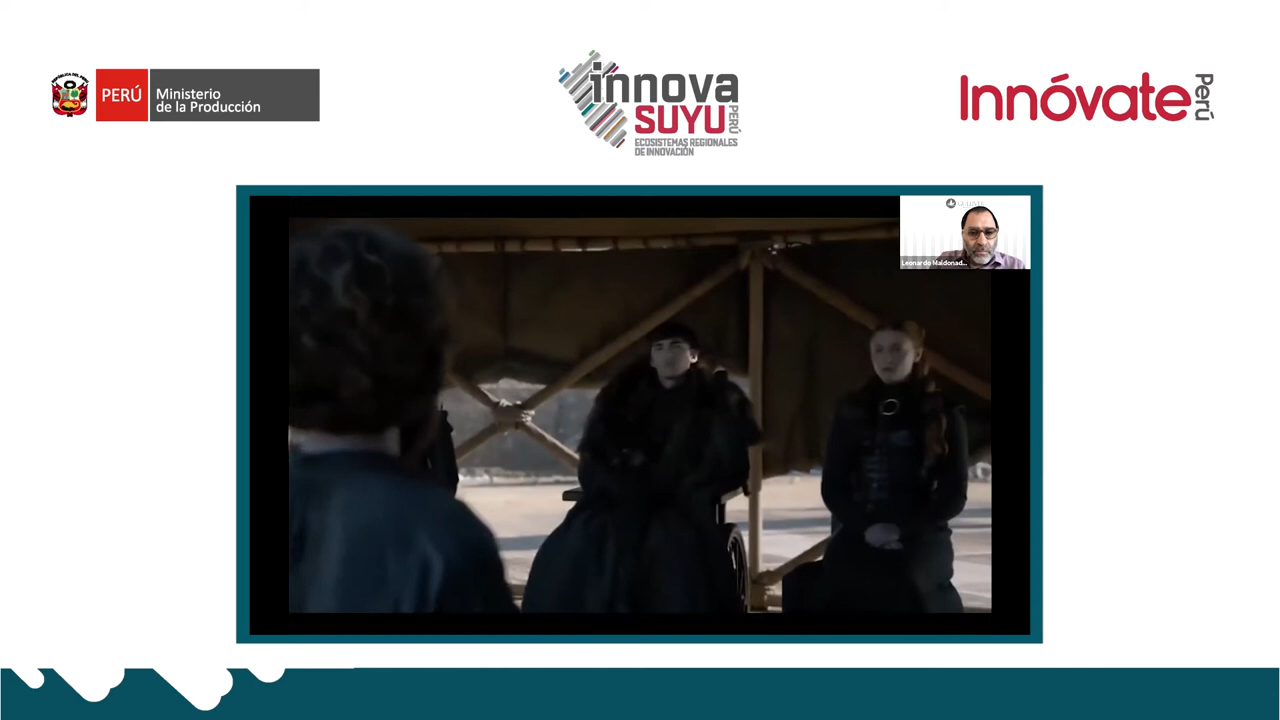 PERÚ
Ministerio
de la Producción
innova
SUYU
PERÚ
ECOSISTEMAS REGIONALES
DE INNOVACIÓN
Innóvate
Perú
Leonardo Maldonad...